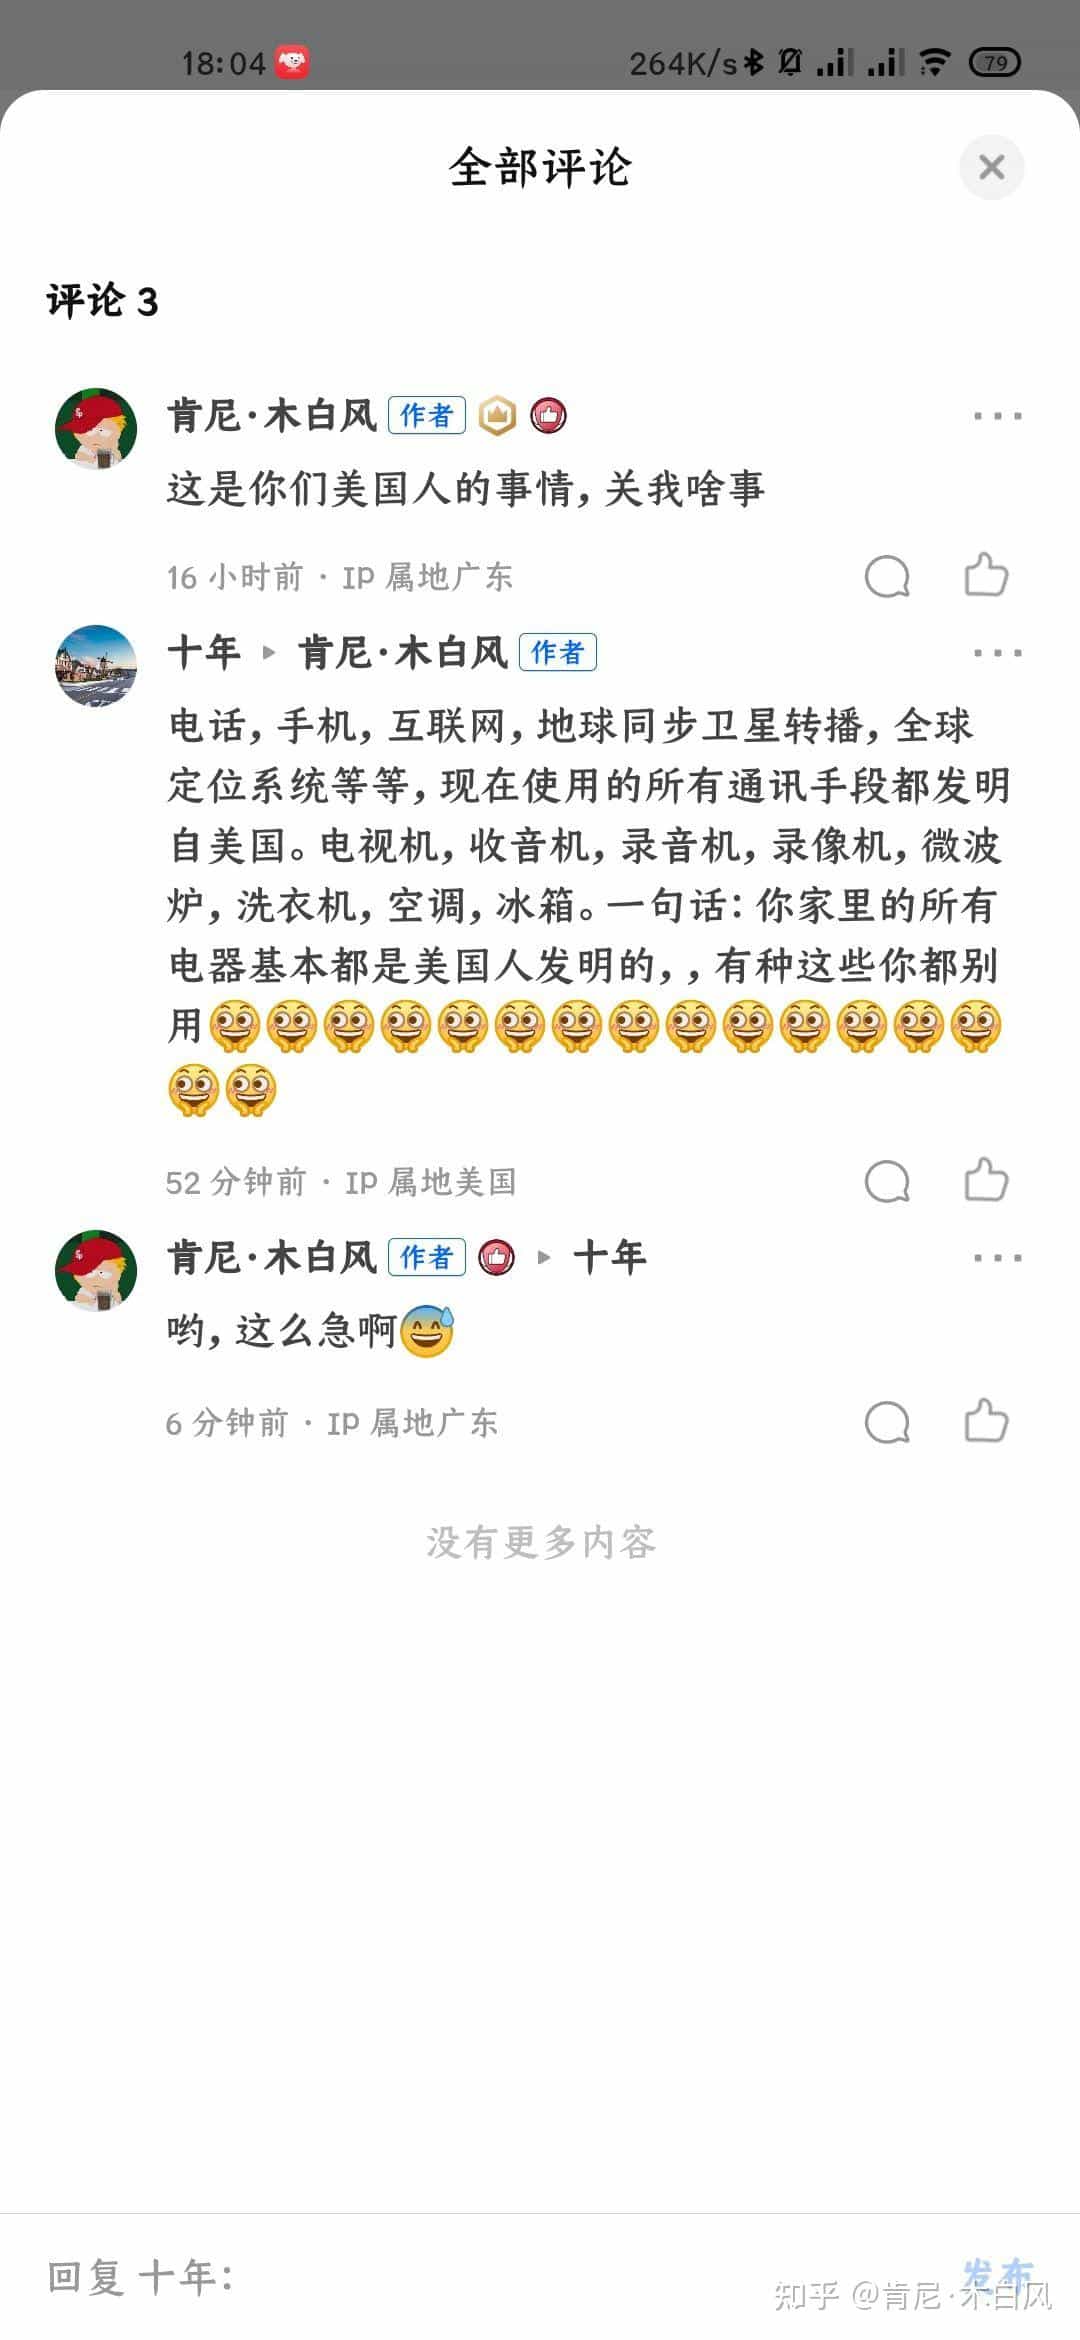 18:04 264K/s 79
全部评论
评论 3
肯尼·木白风 作者
这是你们美国人的事情，关我啥事
16 小时前 · IP 属地广东
十年 ▸ 肯尼·木白风 作者
电话，手机，互联网，地球同步卫星转播，全球
定位系统等等，现在使用的所有通讯手段都发明
自美国。电视机，收音机，录音机，录像机，微波
炉，洗衣机，空调，冰箱。一句话：你家里的所有
电器基本都是美国人发明的，，有种这些你都别
用
52 分钟前 · IP 属地美国
肯尼·木白风 作者 ▸ 十年
哟，这么急啊😅
6 分钟前 · IP 属地广东
没有更多内容
回复 十年：
发布
知乎 @肯尼·木白风